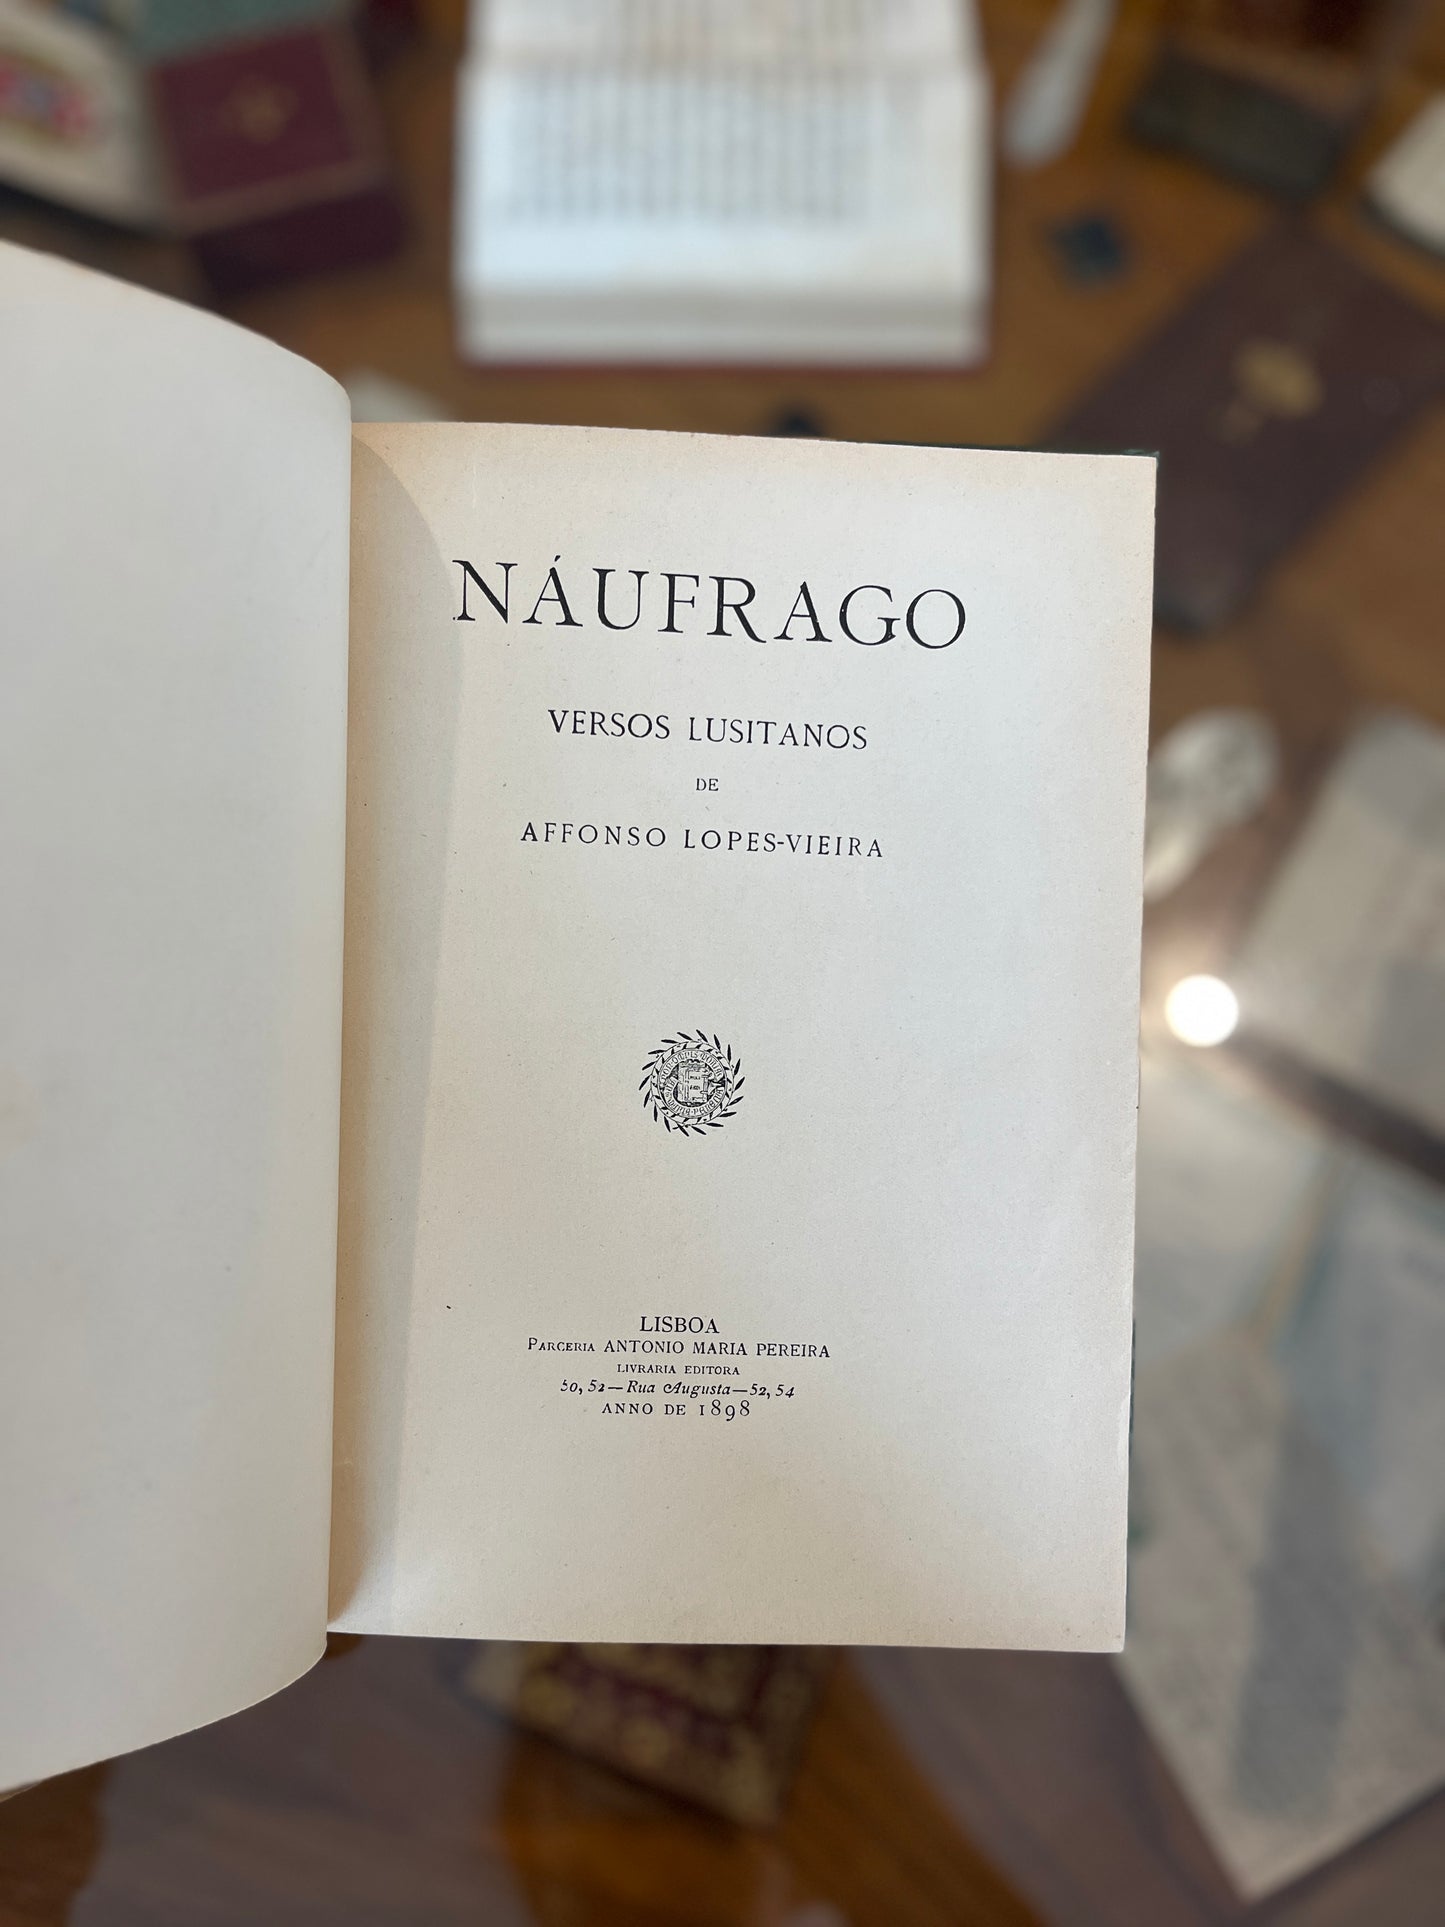 NÁUFRAGO
VERSOS LUSITANOS
DE
AFFONSO LOPES-VIEIRA
LISBOA
PARCERIA ANTONIO MARIA PEREIRA
LIVRARIA EDITORA
50, 52—Rua Augusta—52, 54
ANNO DE 1898